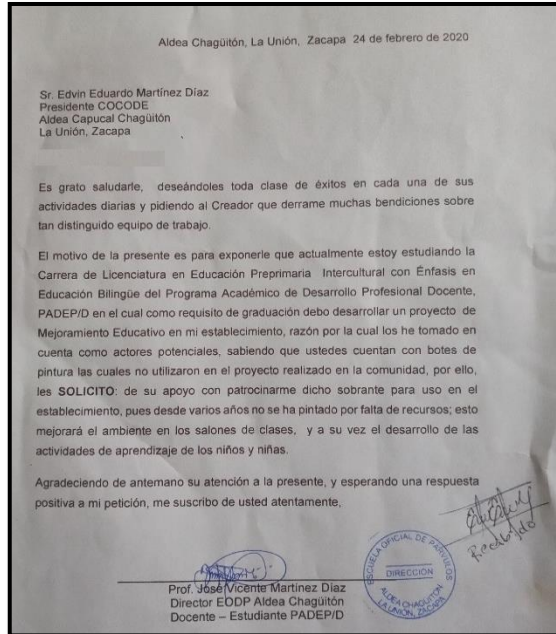 Aldea Chagüitón, La Unión, Zacapa 24 de febrero de 2020
Sr. Edvin Eduardo Martínez Díaz
Presidente COCODE
Aldea Capucal Chagüitón
La Unión, Zacapa
Es grato saludarle, deseándoles toda clase de éxitos en cada una de sus
actividades diarias y pidiendo al Creador que derrame muchas bendiciones sobre
tan distinguido equipo de trabajo.
El motivo de la presente es para exponerle que actualmente estoy estudiando la
Carrera de Licenciatura en Educación Preprimaria Intercultural con Énfasis en
Educación Bilingüe del Programa Académico de Desarrollo Profesional Docente,
PADEP/D en el cual como requisito de graduación debo desarrollar un proyecto de
Mejoramiento Educativo en mi establecimiento, razón por la cual los he tomado en
cuenta como actores potenciales, sabiendo que ustedes cuentan con botes de
pintura las cuales no utilizaron en el proyecto realizado en la comunidad, por ello,
les SOLICITO: de su apoyo con patrocinarme dicho sobrante para uso en el
establecimiento, pues desde varios años no se ha pintado por falta de recursos; esto
mejorará el ambiente en los salones de clases, y a su vez el desarrollo de las
actividades de aprendizaje de los niños y niñas.
Agradeciendo de antemano su atención a la presente, y esperando una respuesta
positiva a mi petición, me suscribo de usted atentamente,
Recibido
ESCUELA OFICIAL DE PÁRVULOS
DIRECCIÓN
ALDEA CHAGUITON
LA UNIÓN, ZACAPA
Prof. José Vicente Martínez Díaz
Director EODP Aldea Chagüitón
Docente – Estudiante PADEP/D